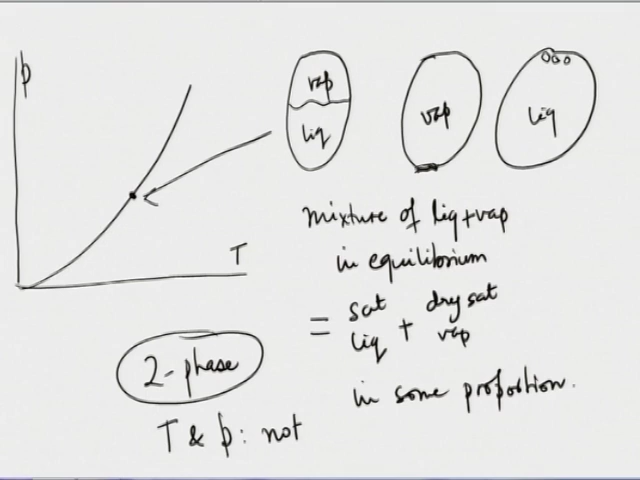 p
T
vap
liq
vap
liq
mixture of liq+vap
in equilibrium
= sat liq + dry sat vap
in some proportion.
2-phase
T & p: not